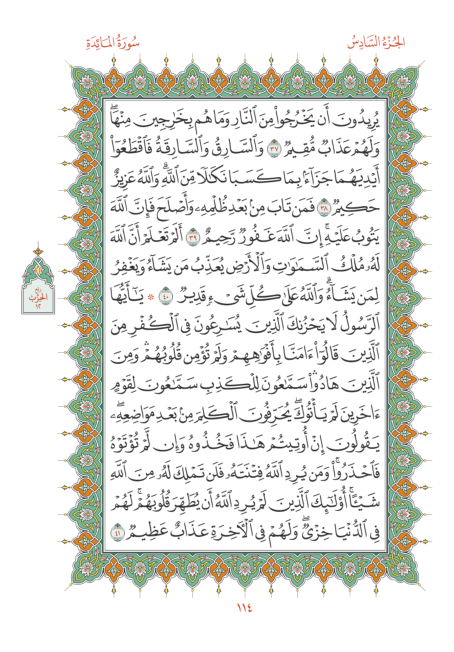 الجُزْءُ السَّادِسُ
سُورَةُ المَائِدَةِ
يُرِيدُونَ أَن يَخْرُجُوا۟ مِنَ ٱلنَّارِ وَمَا هُم بِخَٰرِجِينَ مِنْهَاۖ
وَلَهُمْ عَذَابٌ مُّقِيمٌ ٣٧ وَٱلسَّارِقُ وَٱلسَّارِقَةُ فَٱقْطَعُوٓا۟
أَيْدِيَهُمَا جَزَآءًۢ بِمَا كَسَبَا نَكَٰلًا مِّنَ ٱللَّهِۗ وَٱللَّهُ عَزِيزٌ
حَكِيمٌ ٣٨ فَمَن تَابَ مِنۢ بَعْدِ ظُلْمِهِۦ وَأَصْلَحَ فَإِنَّ ٱللَّهَ
يَتُوبُ عَلَيْهِۗ إِنَّ ٱللَّهَ غَفُورٌ رَّحِيمٌ ٣٩ أَلَمْ تَعْلَمْ أَنَّ ٱللَّهَ
لَهُۥ مُلْكُ ٱلسَّمَٰوَٰتِ وَٱلْأَرْضِ يُعَذِّبُ مَن يَشَآءُ وَيَغْفِرُ
لِمَن يَشَآءُۗ وَٱللَّهُ عَلَىٰ كُلِّ شَىْءٍ قَدِيرٌ ٤٠ ۞ يَٰٓأَيُّهَا
ٱلرَّسُولُ لَا يَحْزُنكَ ٱلَّذِينَ يُسَٰرِعُونَ فِى ٱلْكُفْرِ مِنَ
ٱلَّذِينَ قَالُوٓا۟ ءَامَنَّا بِأَفْوَٰهِهِمْ وَلَمْ تُؤْمِن قُلُوبُهُمْۛ وَمِنَ
ٱلَّذِينَ هَادُوا۟ۛ سَمَّٰعُونَ لِلْكَذِبِ سَمَّٰعُونَ لِقَوْمٍ
ءَاخَرِينَ لَمْ يَأْتُوكَۖ يُحَرِّفُونَ ٱلْكَلِمَ مِنۢ بَعْدِ مَوَاضِعِهِۦۖ
يَقُولُونَ إِنْ أُوتِيتُمْ هَٰذَا فَخُذُوهُ وَإِن لَّمْ تُؤْتَوْهُ
فَٱحْذَرُوا۟ۚ وَمَن يُرِدِ ٱللَّهُ فِتْنَتَهُۥ فَلَن تَمْلِكَ لَهُۥ مِنَ ٱللَّهِ
شَيْـًٔاۚ أُو۟لَٰٓئِكَ ٱلَّذِينَ لَمْ يُرِدِ ٱللَّهُ أَن يُطَهِّرَ قُلُوبَهُمْۚ لَهُمْ
فِى ٱلدُّنْيَا خِزْىٌۖ وَلَهُمْ فِى ٱلْءَاخِرَةِ عَذَابٌ عَظِيمٌ ٤١
رُبع
الحِزْب
١٢
١١٤